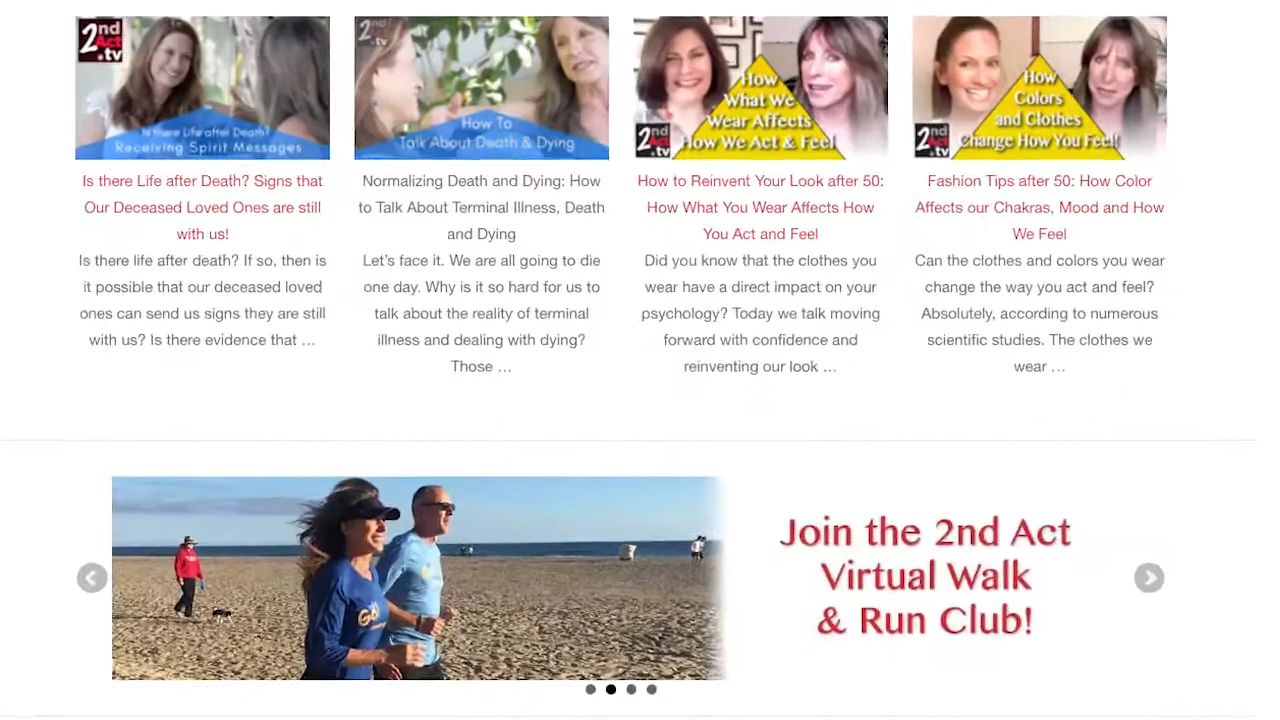 2nd
Act
.tv
Is there Life after Death?
Receiving Spirit Messages
2nd
.tv
How To
Talk About Death & Dying
How
What We
Wear Affects
How We Act & Feel
2nd
Act
.tv
How
Colors
and Clothes
Change How You Feel!
2nd
Act
.tv
Is there Life after Death? Signs that
Our Deceased Loved Ones are still
with us!
Is there life after death? If so, then is
it possible that our deceased loved
ones can send us signs they are still
with us? Is there evidence that …
Normalizing Death and Dying: How
to Talk About Terminal Illness, Death
and Dying
Let's face it. We are all going to die
one day. Why is it so hard for us to
talk about the reality of terminal
illness and dealing with dying?
Those …
How to Reinvent Your Look after 50:
How What You Wear Affects How
You Act and Feel
Did you know that the clothes you
wear have a direct impact on your
psychology? Today we talk moving
forward with confidence and
reinventing our look …
Fashion Tips after 50: How Color
Affects our Chakras, Mood and How
We Feel
Can the clothes and colors you wear
change the way you act and feel?
Absolutely, according to numerous
scientific studies. The clothes we
wear …
Join the 2nd Act
Virtual Walk
& Run Club!